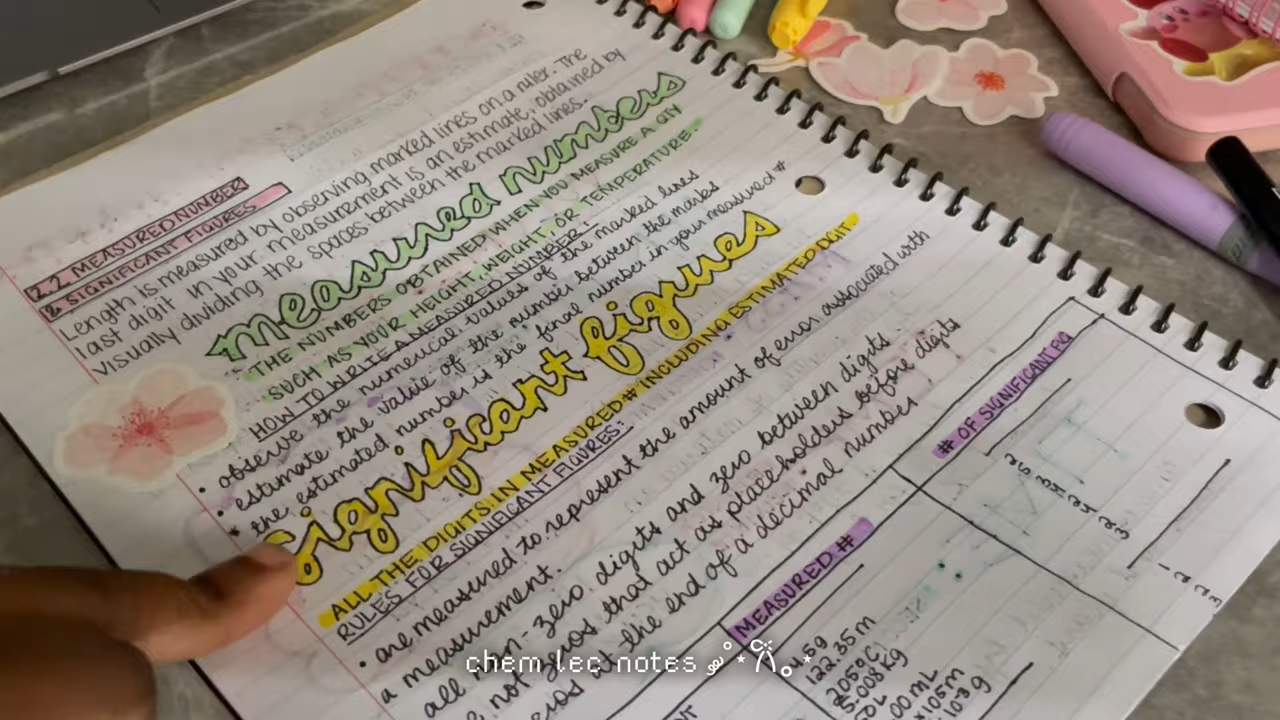 2.2 MEASURED NUMBER
& SIGNIFICANT FIGURES
Length is measured by observing marked lines on a ruler. The
last digit in your measurement is an estimate, obtained by
visually dividing the spaces between the marked lines.
measured numbers
THE NUMBERS OBTAINED WHEN YOU MEASURE A QTY
SUCH AS YOUR HEIGHT, WEIGHT, OR TEMPERATURE.
HOW TO WRITE A MEASURED NUMBER:
• observe the numerical values of the marked lines
• estimate the value of the number between the marks
* the estimated number is the final number in your measured #
significant figures
ALL THE DIGITS IN MEASURED # INCLUDING ESTIMATED DIGIT
RULES FOR SIGNIFICANT FIGURES:
• are measured to represent the amount of error associated with
a measurement.
all non-zero digits and zero between digits
not zeros that act as placeholders before digits
zeros at the end of a decimal number
MEASURED #
# OF SIGNIFICANT
122.35 m
chem lec notes